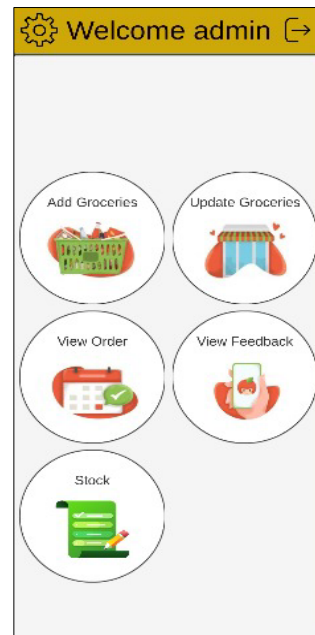 Welcome admin
Add Groceries
Update Groceries
View Order
View Feedback
Stock